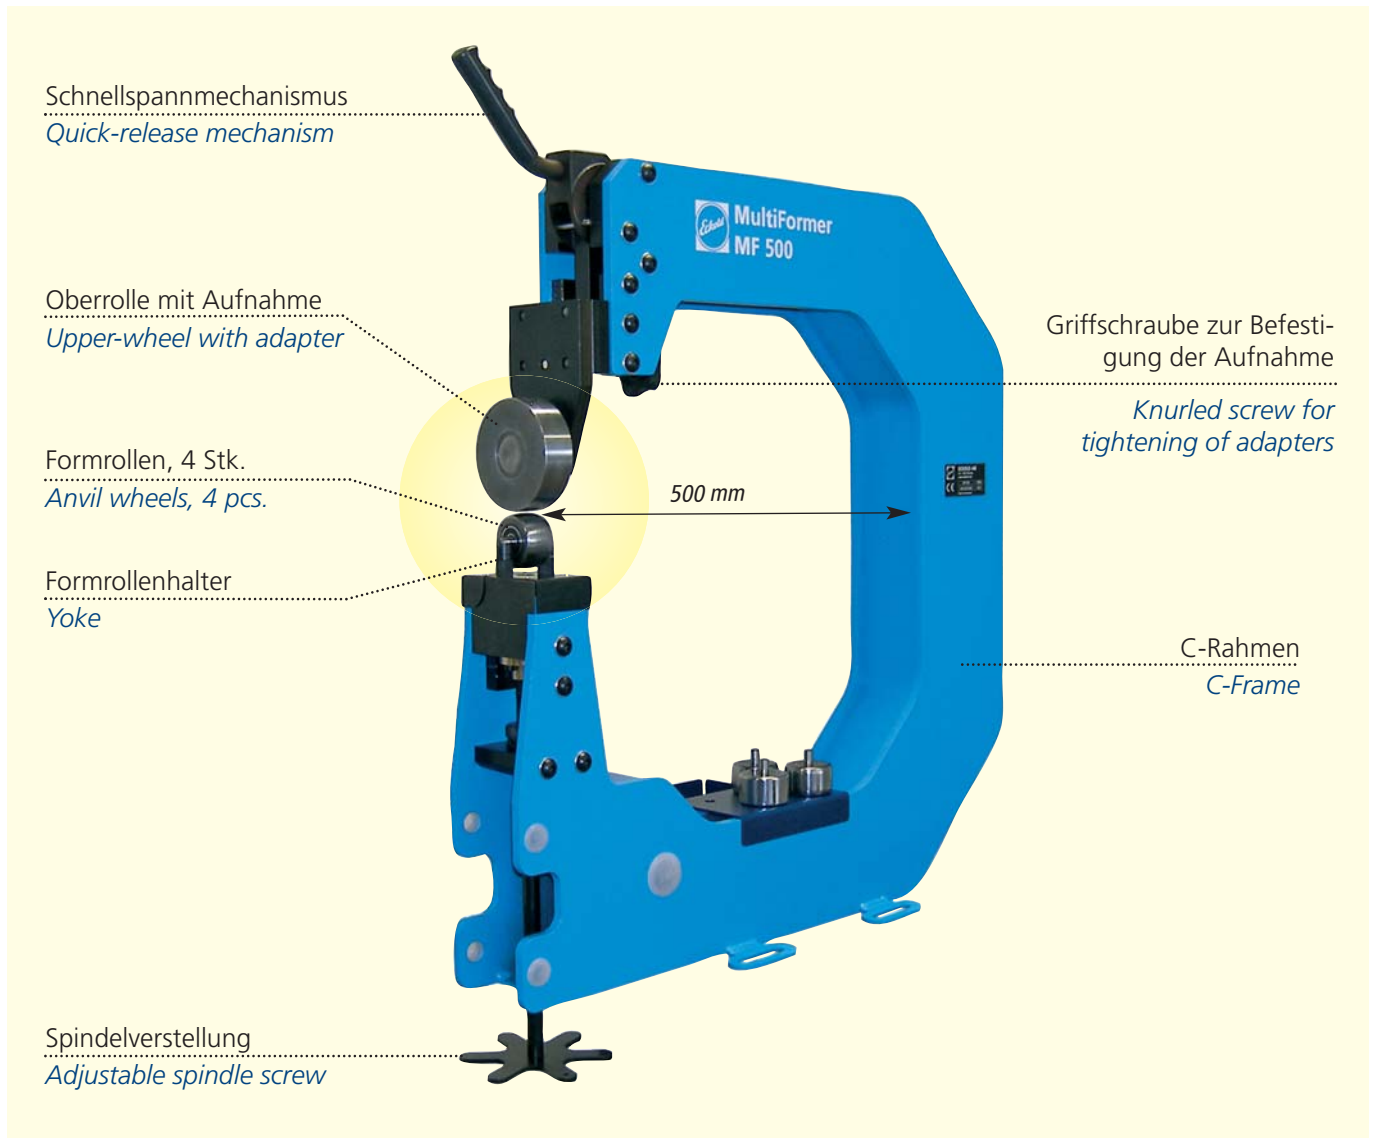 Schnellspannmechanismus
Quick-release mechanism
Eckold
MultiFormer
MF 500
Oberrolle mit Aufnahme
Upper-wheel with adapter
Griffschraube zur Befesti-
gung der Aufnahme
Knurled screw for
tightening of adapters
Formrollen, 4 Stk.
Anvil wheels, 4 pcs.
500 mm
Formrollenhalter
Yoke
C-Rahmen
C-Frame
Spindelverstellung
Adjustable spindle screw